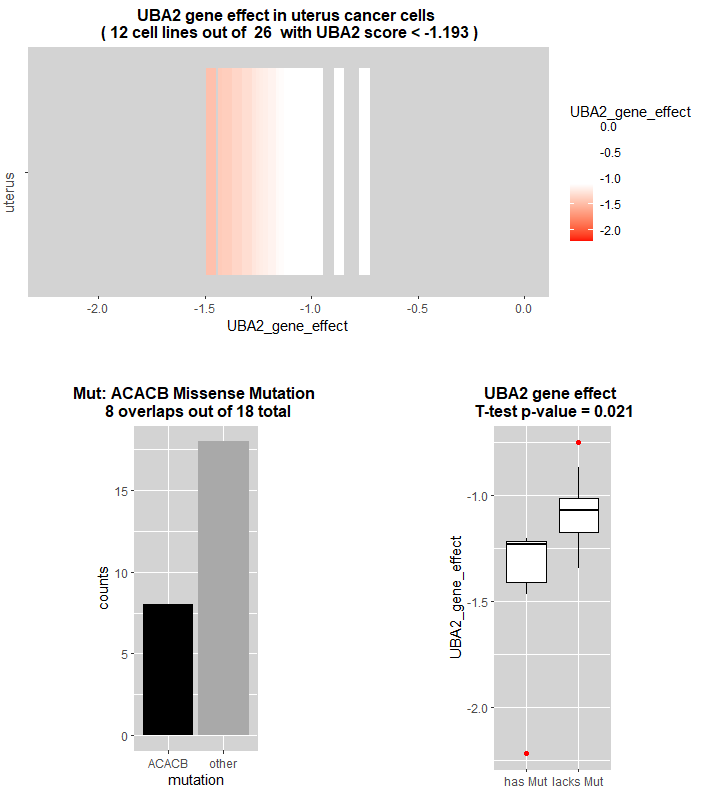 UBA2 gene effect in uterus cancer cells
( 12 cell lines out of 26 with UBA2 score < -1.193 )
uterus
-2.0
-1.5
-1.0
-0.5
0.0
UBA2_gene_effect
UBA2_gene_effect
0.0
-0.5
-1.0
-1.5
-2.0
Mut: ACACB Missense Mutation
8 overlaps out of 18 total
counts
15
10
5
0
ACACB
other
mutation
UBA2 gene effect
T-test p-value = 0.021
UBA2_gene_effect
-1.0
-1.5
-2.0
has Mut
lacks Mut